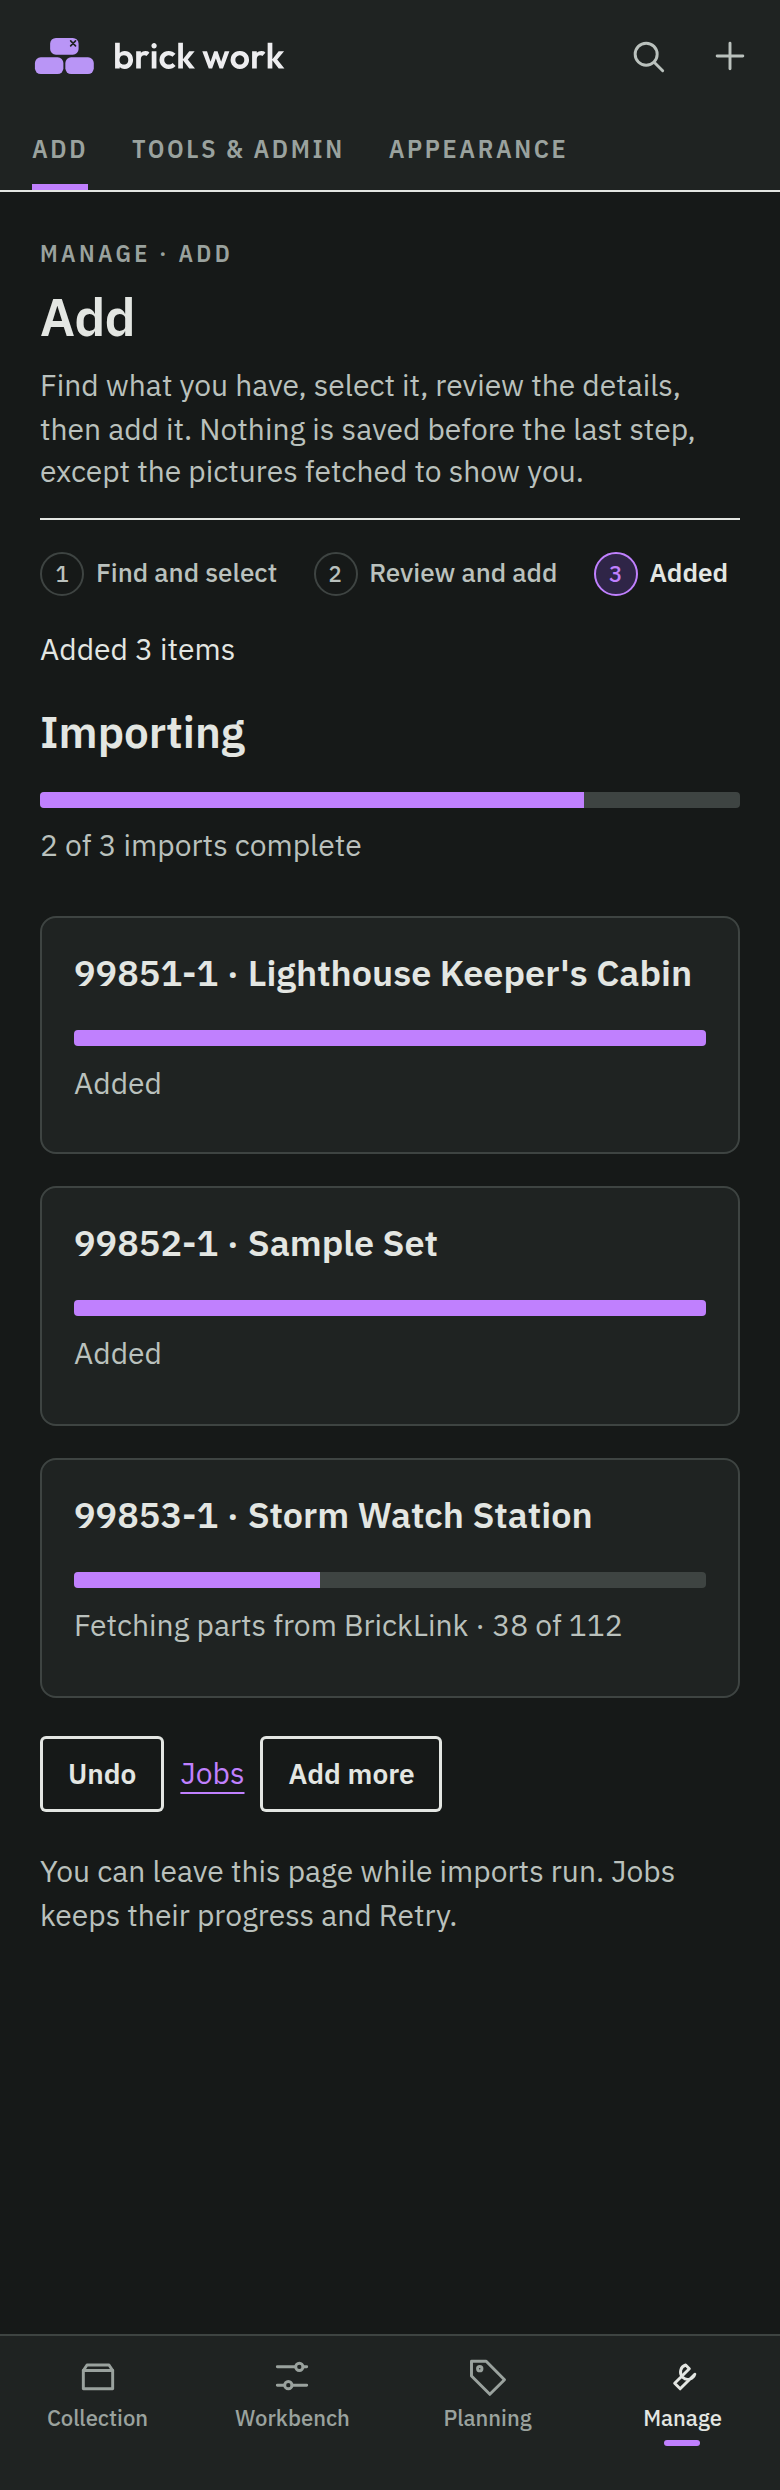 brick work
ADD TOOLS & ADMIN APPEARANCE
MANAGE · ADD
Add
Find what you have, select it, review the details,
then add it. Nothing is saved before the last step,
except the pictures fetched to show you.
1 Find and select 2 Review and add 3 Added
Added 3 items
Importing
2 of 3 imports complete
99851-1 · Lighthouse Keeper's Cabin
Added
99852-1 · Sample Set
Added
99853-1 · Storm Watch Station
Fetching parts from BrickLink · 38 of 112
Undo Jobs Add more
You can leave this page while imports run. Jobs
keeps their progress and Retry.
Collection Workbench Planning Manage